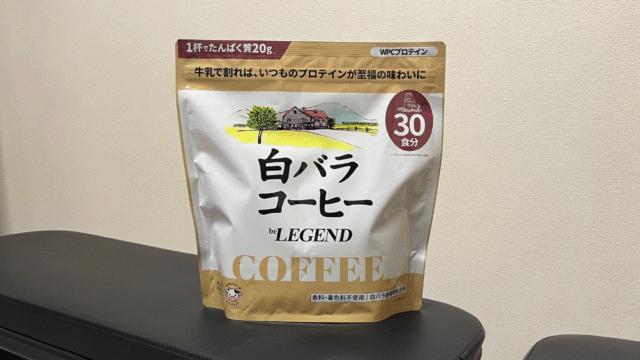 1杯でたんぱく質20g
WPCプロテイン
牛乳で割れば、いつものプロテインが至福の味わいに
30
食分
白バラ
コーヒー
be LEGEND
COFFEE
香料・着色料不使用 / 白バラ